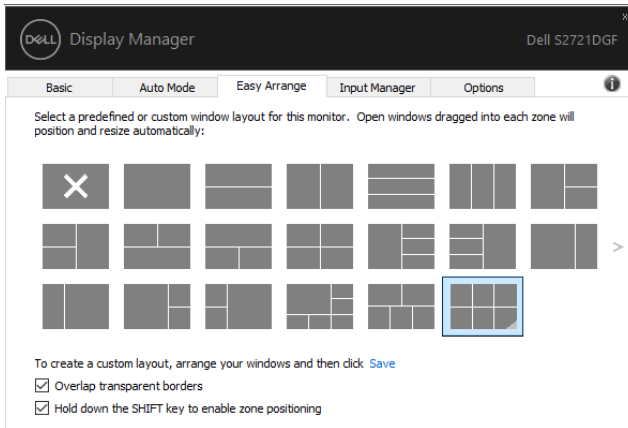 x
DELL Display Manager Dell S2721DGF
Basic Auto Mode Easy Arrange Input Manager Options
Select a predefined or custom window layout for this monitor. Open windows dragged into each zone will
position and resize automatically:
To create a custom layout, arrange your windows and then click Save
Overlap transparent borders
Hold down the SHIFT key to enable zone positioning